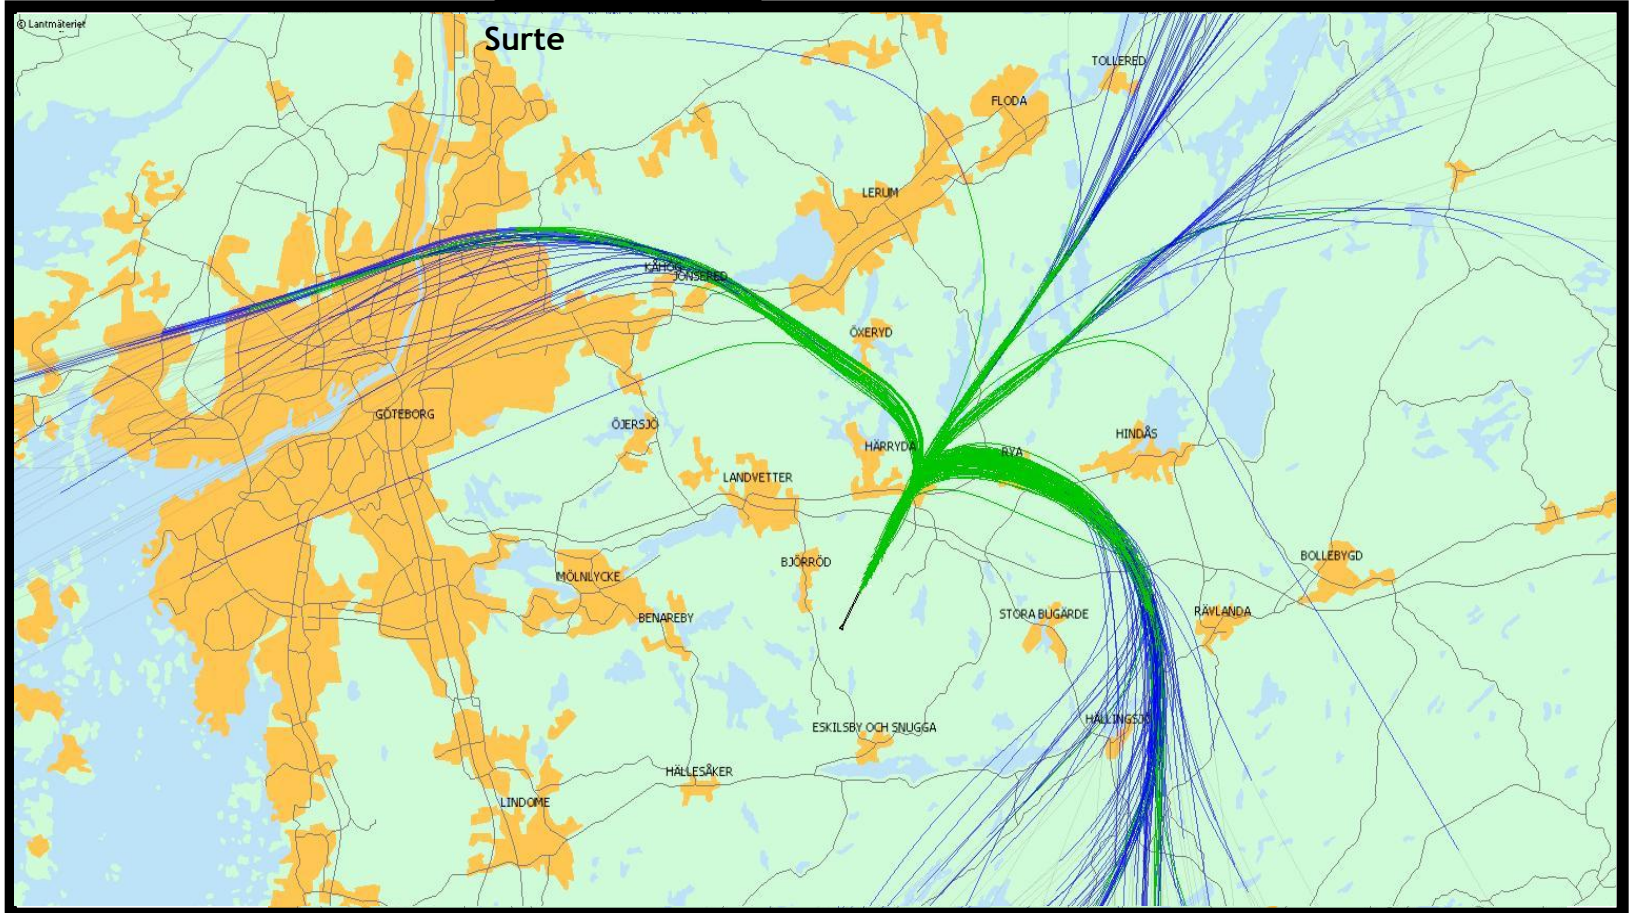 © Lantmäteriet
Surte
TOLLERED
FLODA
LERUM
KÅHÖG
JONSERED
ÖXERYD
GÖTEBORG
ÖJERSJÖ
HÄRRYDA
RYA
HINDÅS
LANDVETTER
BJÖRRÖD
BOLLEBYGD
MÖLNLYCKE
BENAREBY
STORA BUGÄRDE
RÄVLANDA
HÄLLINGSJÖ
ESKILSBY OCH SNUGGA
HÄLLESÅKER
LINDOME